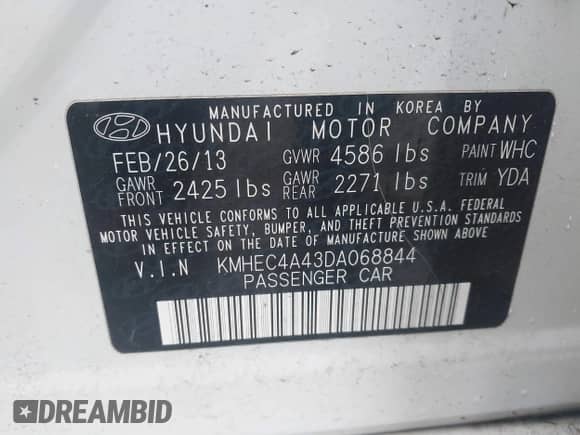 MANUFACTURED IN KOREA BY
HYUNDAI MOTOR COMPANY
FEB/26/13 GVWR 4586 lbs PAINT WHC
GAWR FRONT 2425 lbs GAWR REAR 2271 lbs TRIM YDA
THIS VEHICLE CONFORMS TO ALL APPLICABLE U.S.A. FEDERAL
MOTOR VEHICLE SAFETY, BUMPER, AND THEFT PREVENTION STANDARDS
IN EFFECT ON THE DATE OF MANUFACTURE SHOWN ABOVE
V.I.N KMHEC4A43DA068844
PASSENGER CAR
DREAMBID